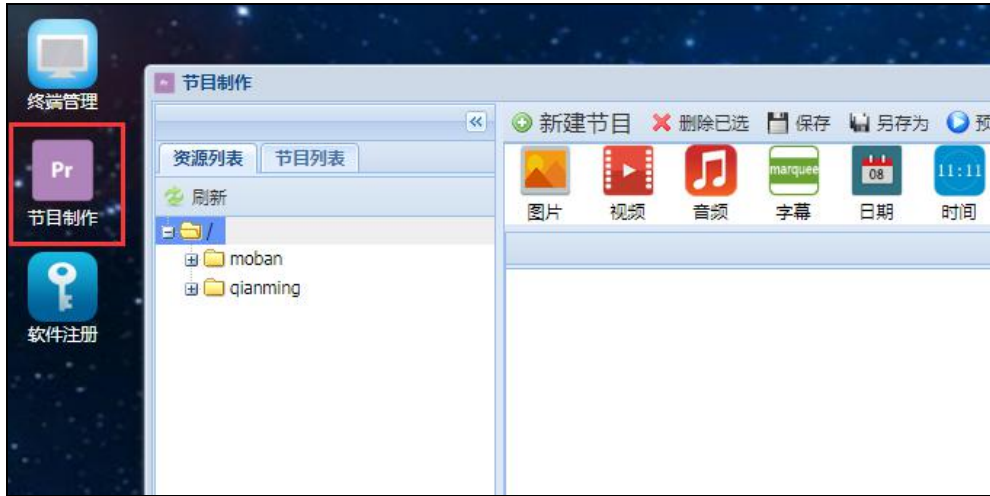 终端管理
Pr
节目制作
软件注册
节目制作
资源列表 节目列表
刷新
/
moban
qianming
新建节目 删除已选 保存 另存为 预
marquee
08
11:11
图片 视频 音频 字幕 日期 时间